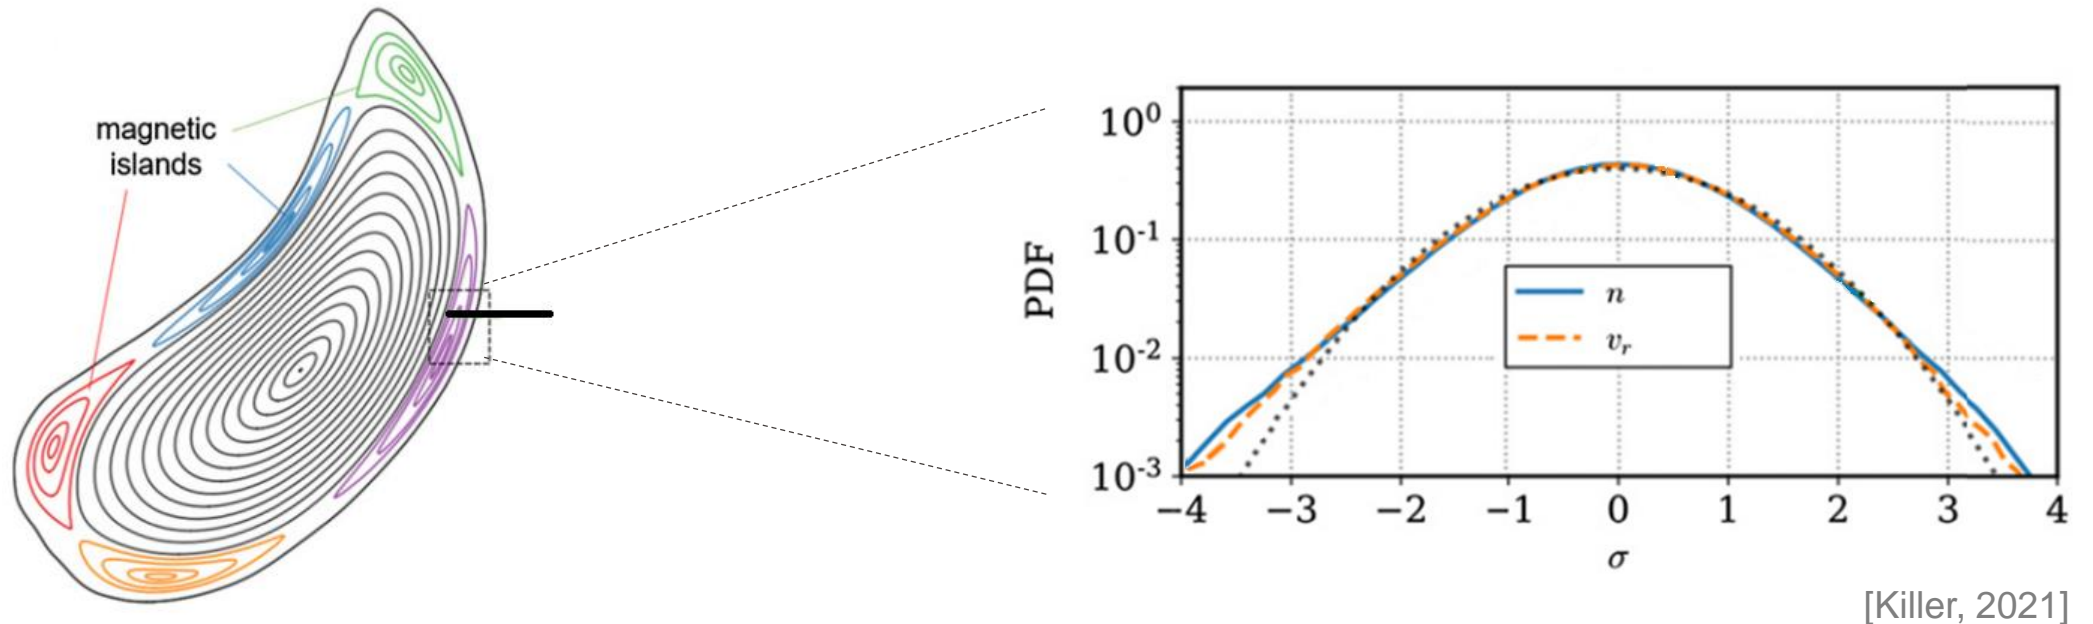 magnetic
islands
PDF
10⁰
10⁻¹
10⁻²
10⁻³
n
vᵣ
−4 −3 −2 −1 0 1 2 3 4
σ
[Killer, 2021]